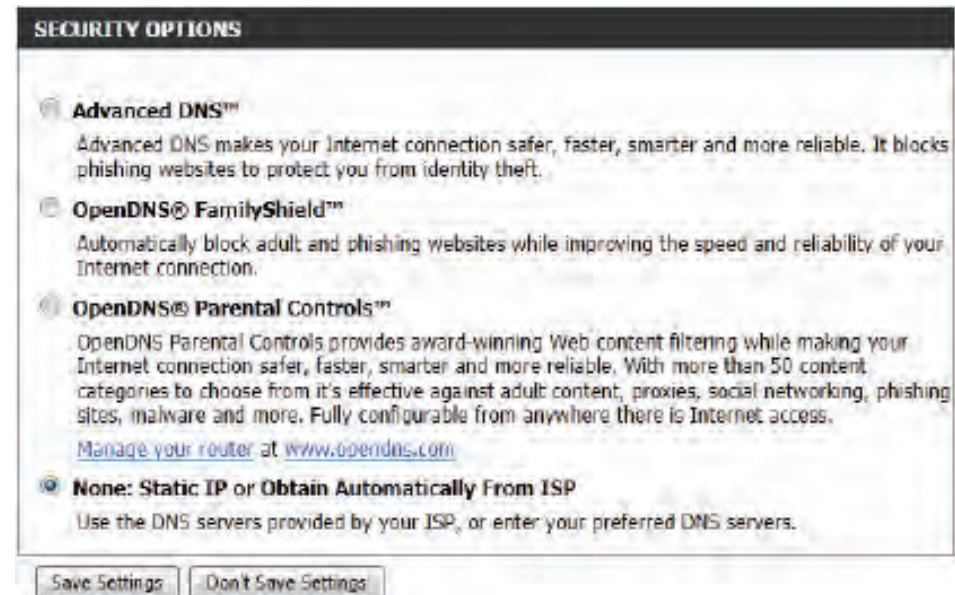 SECURITY OPTIONS
Advanced DNS™
Advanced DNS makes your Internet connection safer, faster, smarter and more reliable. It blocks
phishing websites to protect you from identity theft.
OpenDNS® FamilyShield™
Automatically block adult and phishing websites while improving the speed and reliability of your
Internet connection.
OpenDNS® Parental Controls™
OpenDNS Parental Controls provides award-winning Web content filtering while making your
Internet connection safer, faster, smarter and more reliable. With more than 50 content
categories to choose from it's effective against adult content, proxies, social networking, phishing
sites, malware and more. Fully configurable from anywhere there is Internet access.
Manage your router at www.opendns.com
None: Static IP or Obtain Automatically From ISP
Use the DNS servers provided by your ISP, or enter your preferred DNS servers.
Save Settings Don't Save Settings